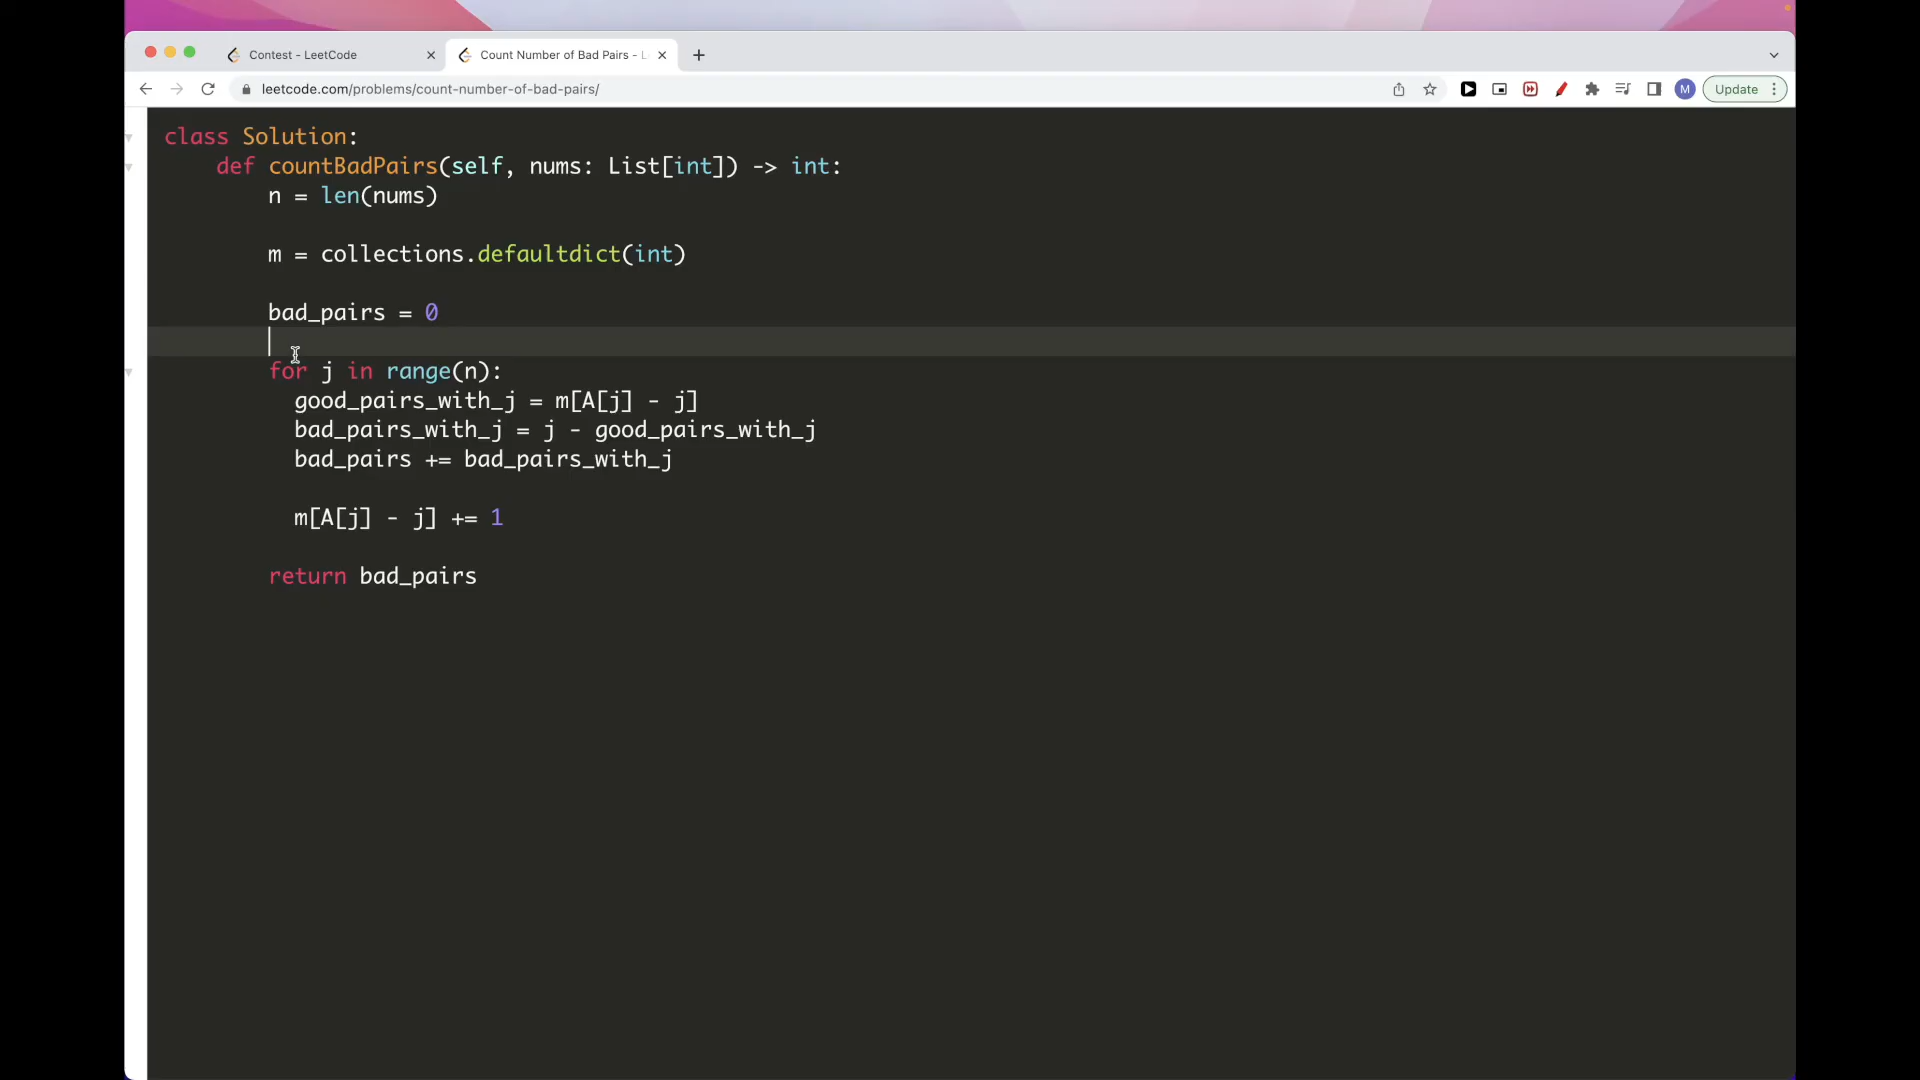 Contest - LeetCode
Count Number of Bad Pairs - L
leetcode.com/problems/count-number-of-bad-pairs/
M
Update
class Solution:
def countBadPairs(self, nums: List[int]) -> int:
n = len(nums)
m = collections.defaultdict(int)
bad_pairs = 0
for j in range(n):
good_pairs_with_j = m[A[j] - j]
bad_pairs_with_j = j - good_pairs_with_j
bad_pairs += bad_pairs_with_j
m[A[j] - j] += 1
return bad_pairs